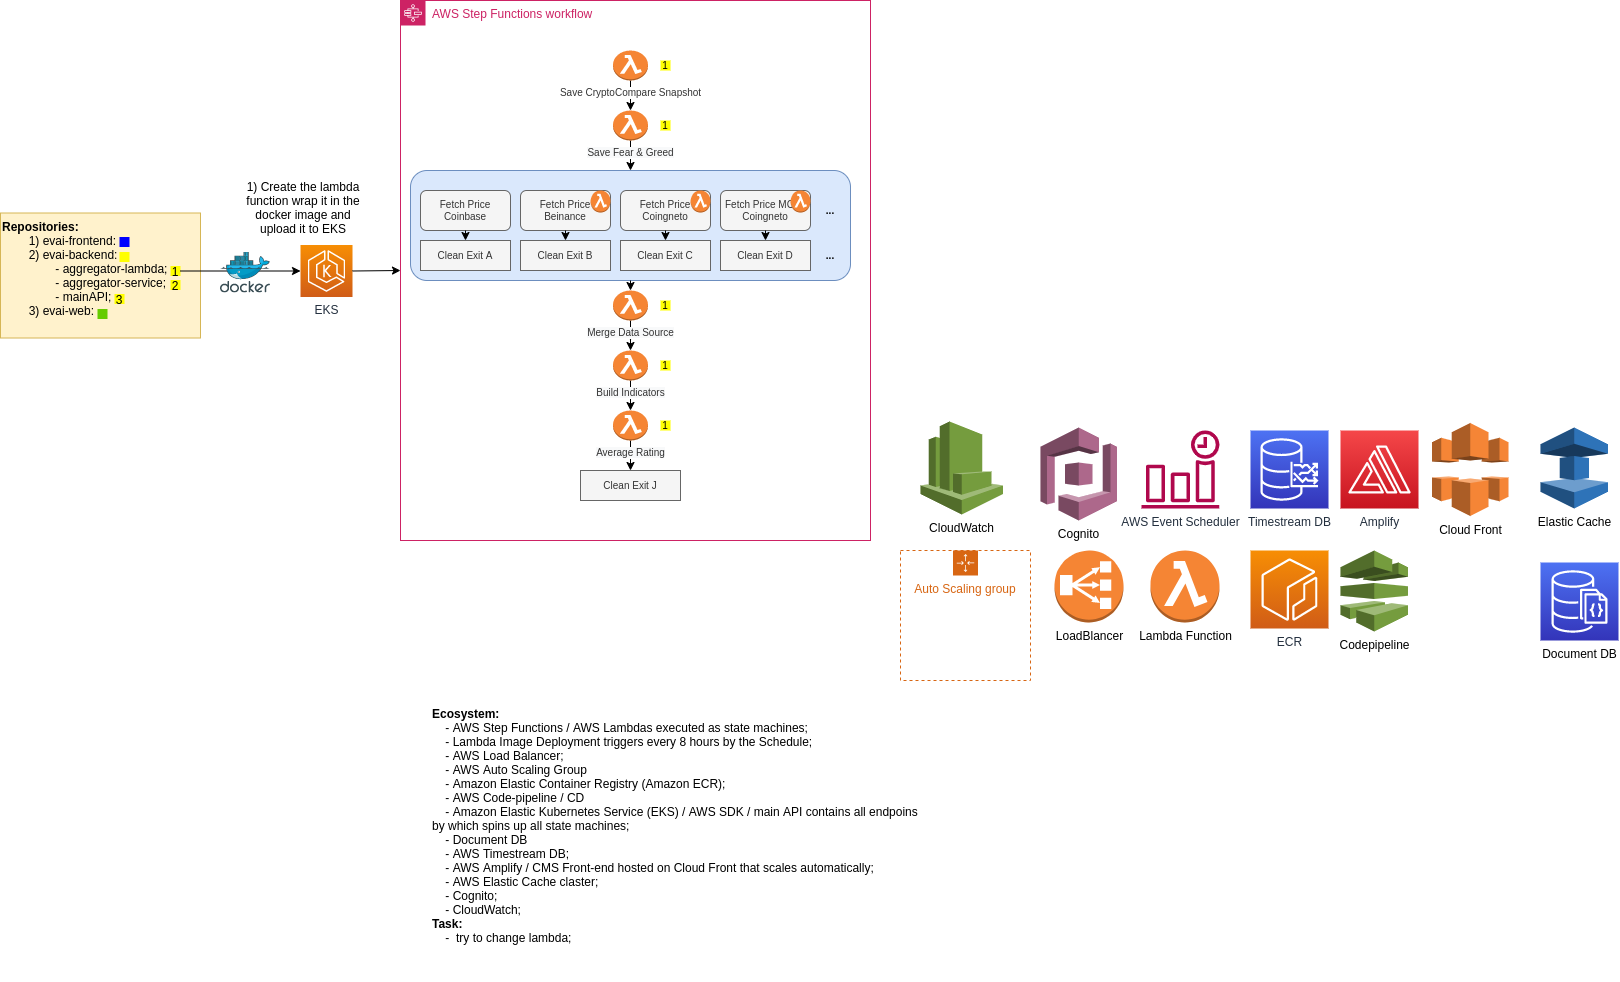 AWS Step Functions workflow
1
Save CryptoCompare Snapshot
1
Save Fear & Greed
Fetch Price
Coinbase
Fetch Price
Beinance
Fetch Price
Coingneto
Fetch Price MC
Coingneto
...
Clean Exit A
Clean Exit B
Clean Exit C
Clean Exit D
...
1
Merge Data Source
1
Build Indicators
1
Average Rating
Clean Exit J
1) Create the lambda
function wrap it in the
docker image and
upload it to EKS
Repositories:
1) evai-frontend:
2) evai-backend:
- aggregator-lambda; 1
- aggregator-service; 2
- mainAPI; 3
3) evai-web:
docker
EKS
CloudWatch
Cognito
AWS Event Scheduler
Timestream DB
Amplify
Cloud Front
Elastic Cache
Auto Scaling group
LoadBlancer
Lambda Function
ECR
Codepipeline
Document DB
Ecosystem:
- AWS Step Functions / AWS Lambdas executed as state machines;
- Lambda Image Deployment triggers every 8 hours by the Schedule;
- AWS Load Balancer;
- AWS Auto Scaling Group
- Amazon Elastic Container Registry (Amazon ECR);
- AWS Code-pipeline / CD
- Amazon Elastic Kubernetes Service (EKS) / AWS SDK / main API contains all endpoins
by which spins up all state machines;
- Document DB
- AWS Timestream DB;
- AWS Amplify / CMS Front-end hosted on Cloud Front that scales automatically;
- AWS Elastic Cache claster;
- Cognito;
- CloudWatch;
Task:
- try to change lambda;